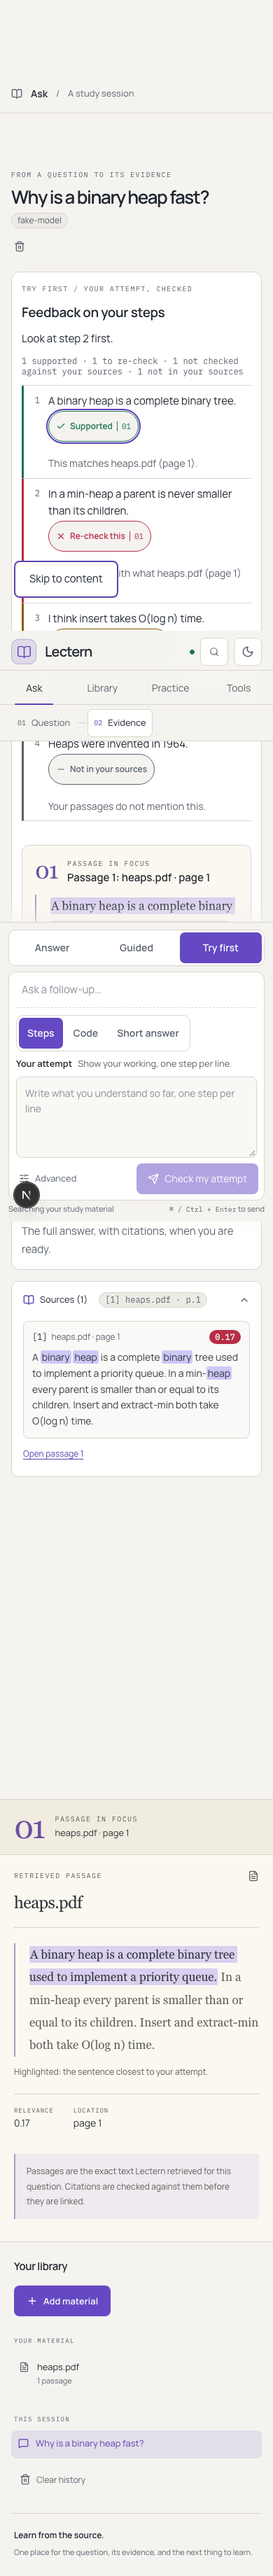 Ask / A study session
FROM A QUESTION TO ITS EVIDENCE
Why is a binary heap fast?
fake-model
TRY FIRST / YOUR ATTEMPT, CHECKED
Feedback on your steps
Look at step 2 first.
1 supported · 1 to re-check · 1 not checked
against your sources · 1 not in your sources
1 A binary heap is a complete binary tree.
Supported | 01
This matches heaps.pdf (page 1).
2 In a min-heap a parent is never smaller
than its children.
Re-check this | 01
Skip to content
ith what heaps.pdf (page 1)
3 I think insert takes O(log n) time.
Lectern
Ask Library Practice Tools
01 Question 02 Evidence
4 Heaps were invented in 1964.
Not in your sources
Your passages do not mention this.
01 PASSAGE IN FOCUS
Passage 1: heaps.pdf · page 1
A binary heap is a complete binary
Answer Guided Try first
Ask a follow-up...
Steps Code Short answer
Your attempt Show your working, one step per line.
Write what you understand so far, one step per
line
Advanced
Check my attempt
N
Searching your study material
⌘ / Ctrl + Enter to send
The full answer, with citations, when you are
ready.
Sources (1) [1] heaps.pdf · p.1
[1] heaps.pdf · page 1 0.17
A binary heap is a complete binary tree used
to implement a priority queue. In a min-heap
every parent is smaller than or equal to its
children. Insert and extract-min both take
O(log n) time.
Open passage 1
01 PASSAGE IN FOCUS
heaps.pdf · page 1
RETRIEVED PASSAGE
heaps.pdf
A binary heap is a complete binary tree
used to implement a priority queue. In a
min-heap every parent is smaller than or
equal to its children. Insert and extract-min
both take O(log n) time.
Highlighted: the sentence closest to your attempt.
RELEVANCE LOCATION
0.17 page 1
Passages are the exact text Lectern retrieved for this
question. Citations are checked against them before
they are linked.
Your library
Add material
YOUR MATERIAL
heaps.pdf
1 passage
THIS SESSION
Why is a binary heap fast?
Clear history
Learn from the source.
One place for the question, its evidence, and the next thing to learn.